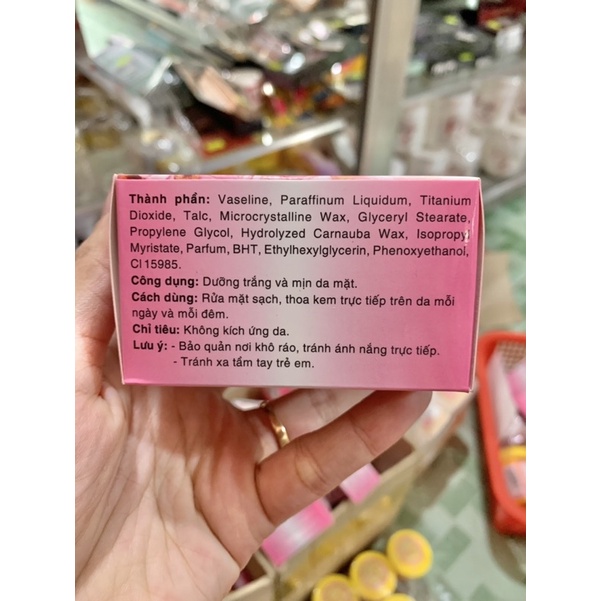 Thành phần: Vaseline, Paraffinum Liquidum, Titanium
Dioxide, Talc, Microcrystalline Wax, Glyceryl Stearate,
Propylene Glycol, Hydrolyzed Carnauba Wax, Isopropyl
Myristate, Parfum, BHT, Ethylhexylglycerin, Phenoxyethanol,
CI 15985.
Công dụng: Dưỡng trắng và mịn da mặt.
Cách dùng: Rửa mặt sạch, thoa kem trực tiếp trên da mỗi
ngày và mỗi đêm.
Chỉ tiêu: Không kích ứng da.
Lưu ý: - Bảo quản nơi khô ráo, tránh ánh nắng trực tiếp.
- Tránh xa tầm tay trẻ em.